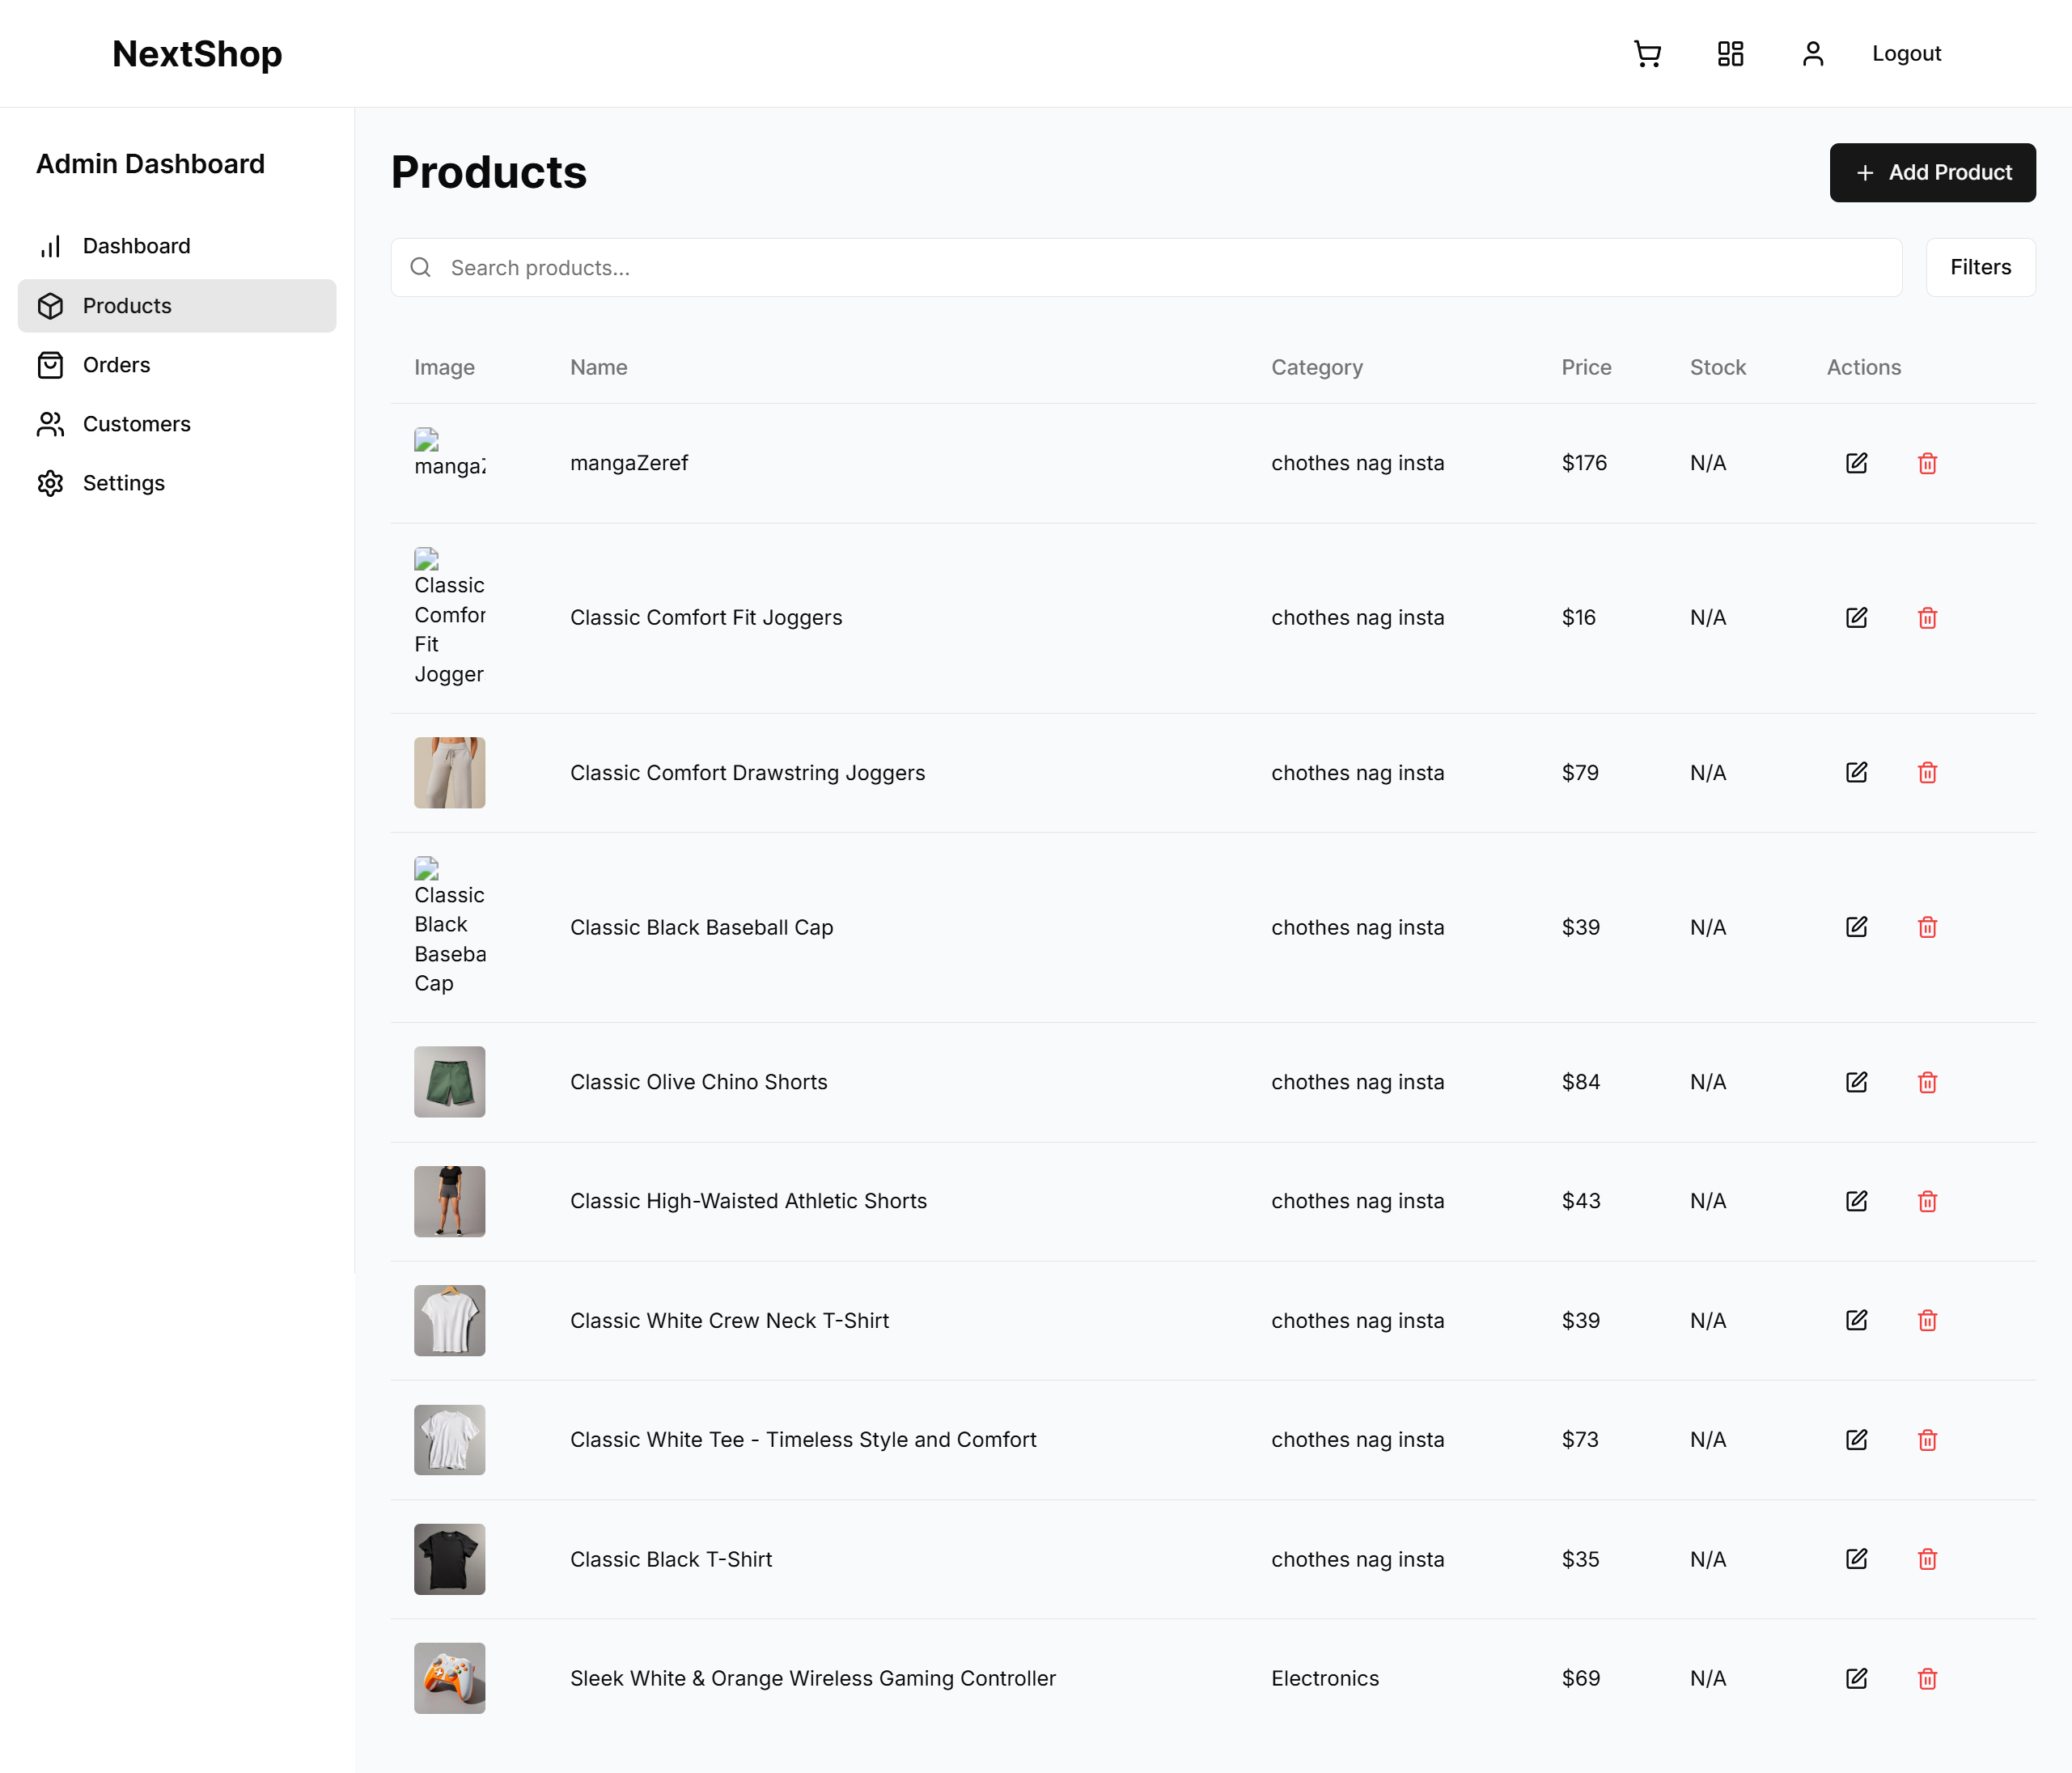 NextShop
Logout
Admin Dashboard
Dashboard
Products
Orders
Customers
Settings
Products
Add Product
Search products...
Filters
Image Name Category Price Stock Actions
mangaZ mangaZeref chothes nag insta $176 N/A
Classic
Comfor
Fit
Jogger
Classic Comfort Fit Joggers chothes nag insta $16 N/A
Classic Comfort Drawstring Joggers chothes nag insta $79 N/A
Classic
Black
Baseba
Cap
Classic Black Baseball Cap chothes nag insta $39 N/A
Classic Olive Chino Shorts chothes nag insta $84 N/A
Classic High-Waisted Athletic Shorts chothes nag insta $43 N/A
Classic White Crew Neck T-Shirt chothes nag insta $39 N/A
Classic White Tee - Timeless Style and Comfort chothes nag insta $73 N/A
Classic Black T-Shirt chothes nag insta $35 N/A
Sleek White & Orange Wireless Gaming Controller Electronics $69 N/A